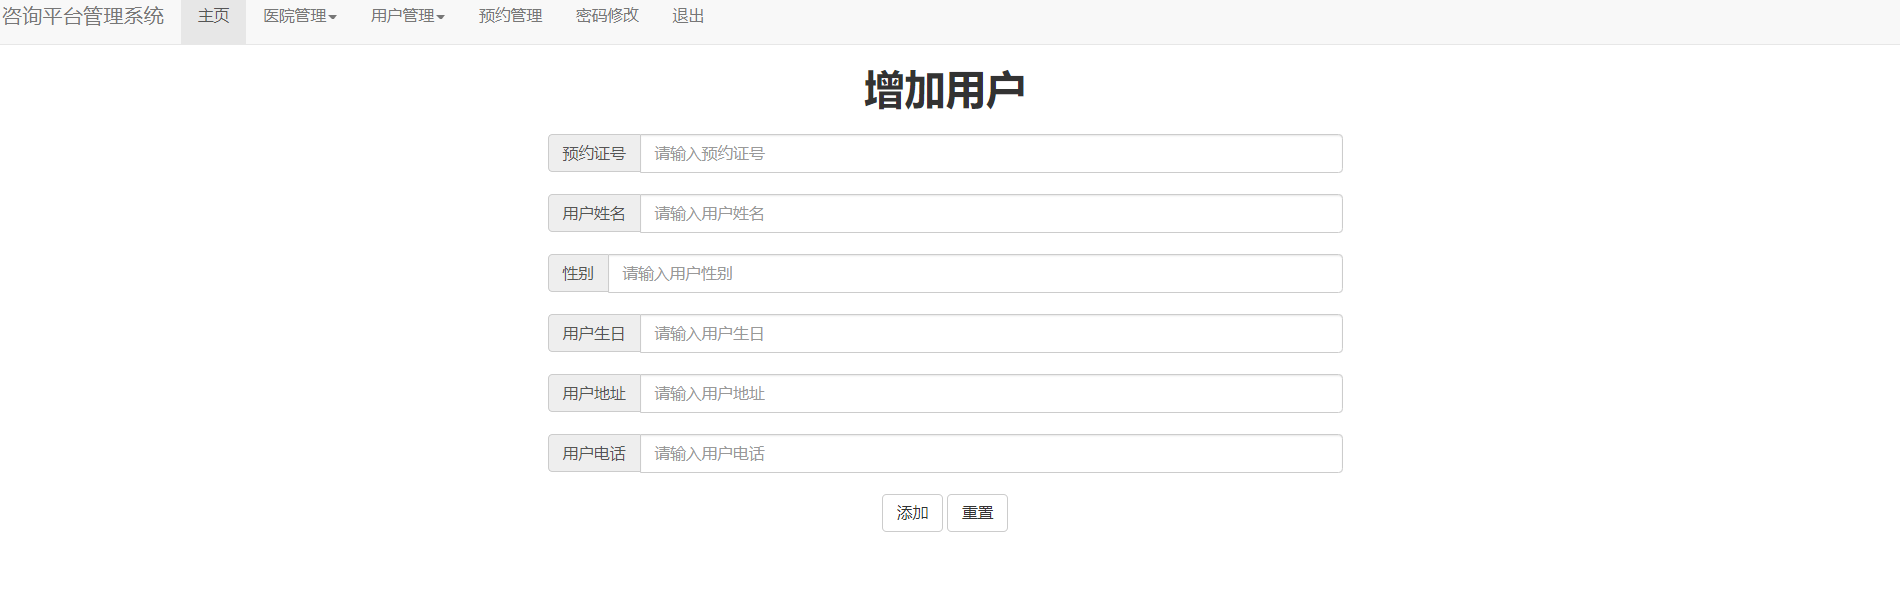 咨询平台管理系统 主页 医院管理 用户管理 预约管理 密码修改 退出
增加用户
预约证号 请输入预约证号
用户姓名 请输入用户姓名
性别 请输入用户性别
用户生日 请输入用户生日
用户地址 请输入用户地址
用户电话 请输入用户电话
添加 重置